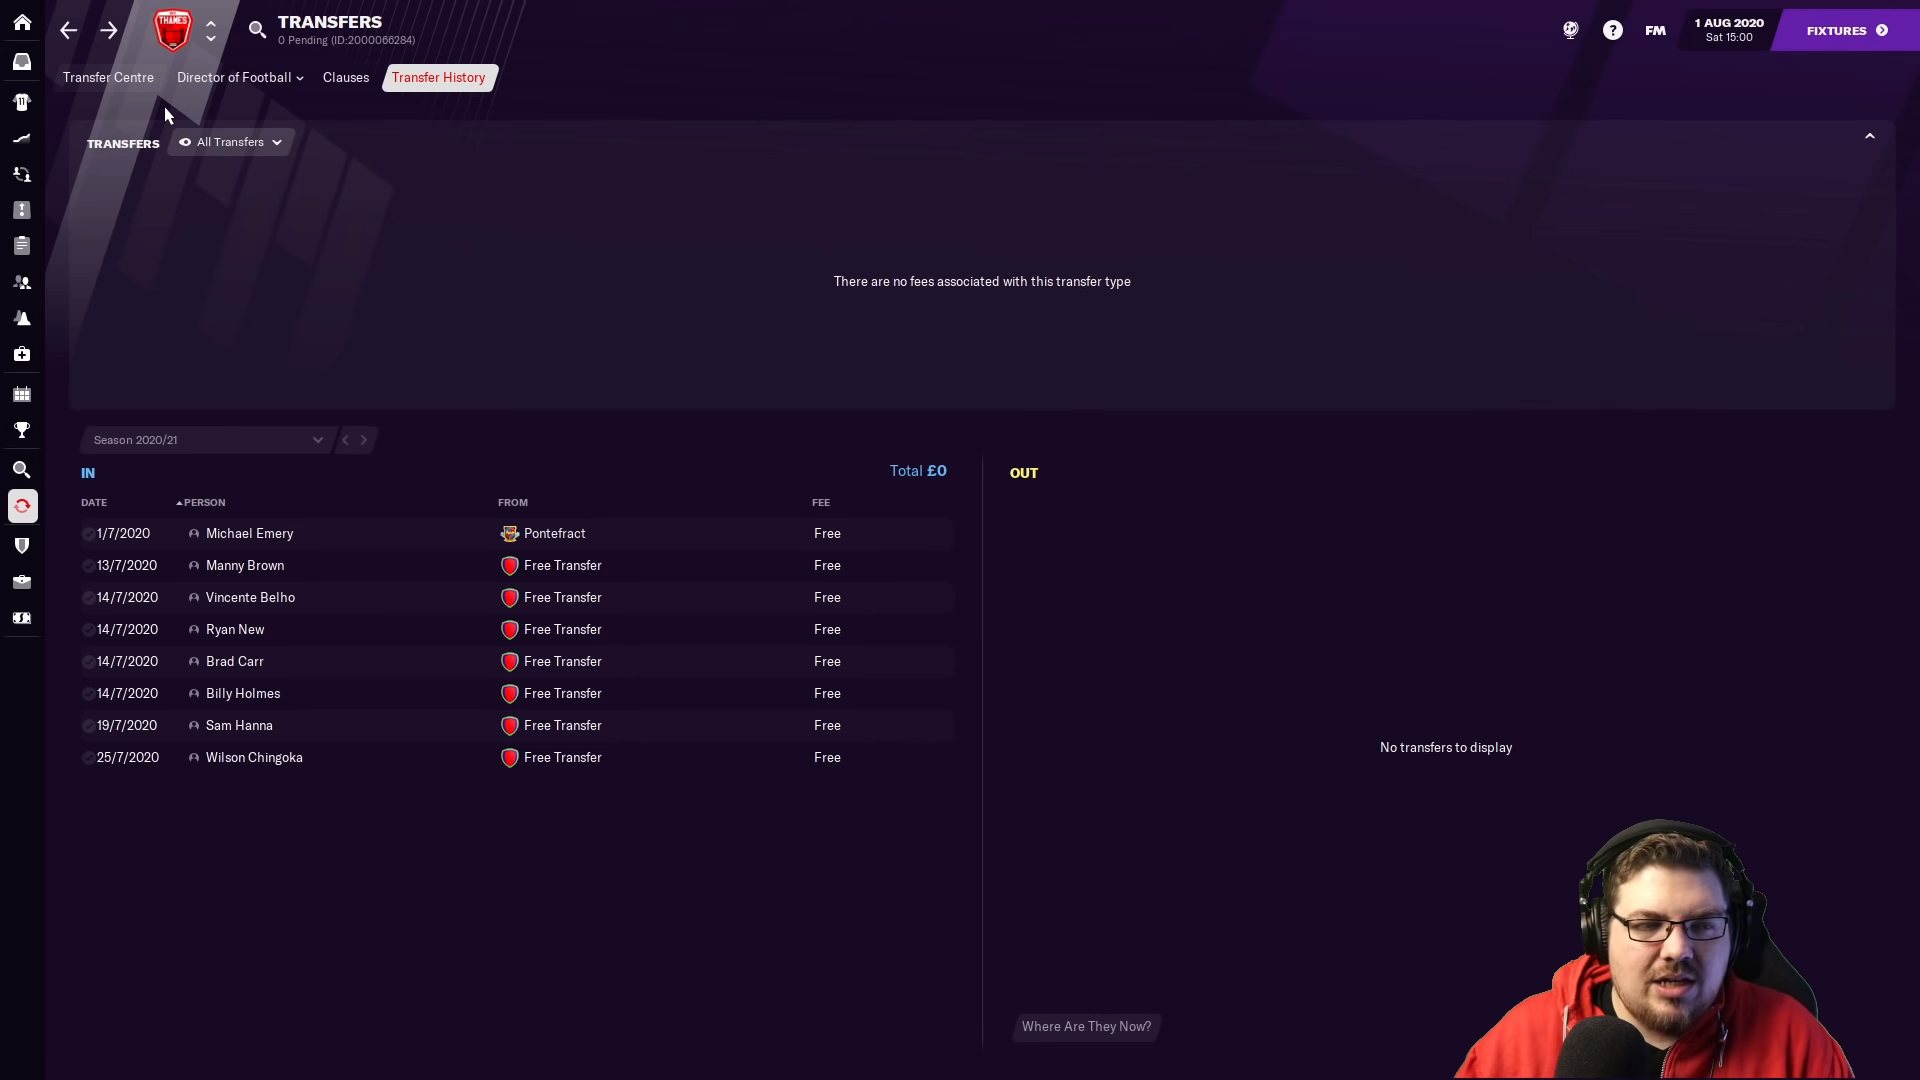 THAMES
TRANSFERS
0 Pending (ID:2000066284)
FM
1 AUG 2020
Sat 15:00
FIXTURES
Transfer Centre
Director of Football
Clauses
Transfer History
TRANSFERS
All Transfers
There are no fees associated with this transfer type
Season 2020/21
IN
Total £0
OUT
DATE PERSON FROM FEE
1/7/2020 Michael Emery Pontefract Free
13/7/2020 Manny Brown Free Transfer Free
14/7/2020 Vincente Belho Free Transfer Free
14/7/2020 Ryan New Free Transfer Free
14/7/2020 Brad Carr Free Transfer Free
14/7/2020 Billy Holmes Free Transfer Free
19/7/2020 Sam Hanna Free Transfer Free
25/7/2020 Wilson Chingoka Free Transfer Free
No transfers to display
Where Are They Now?